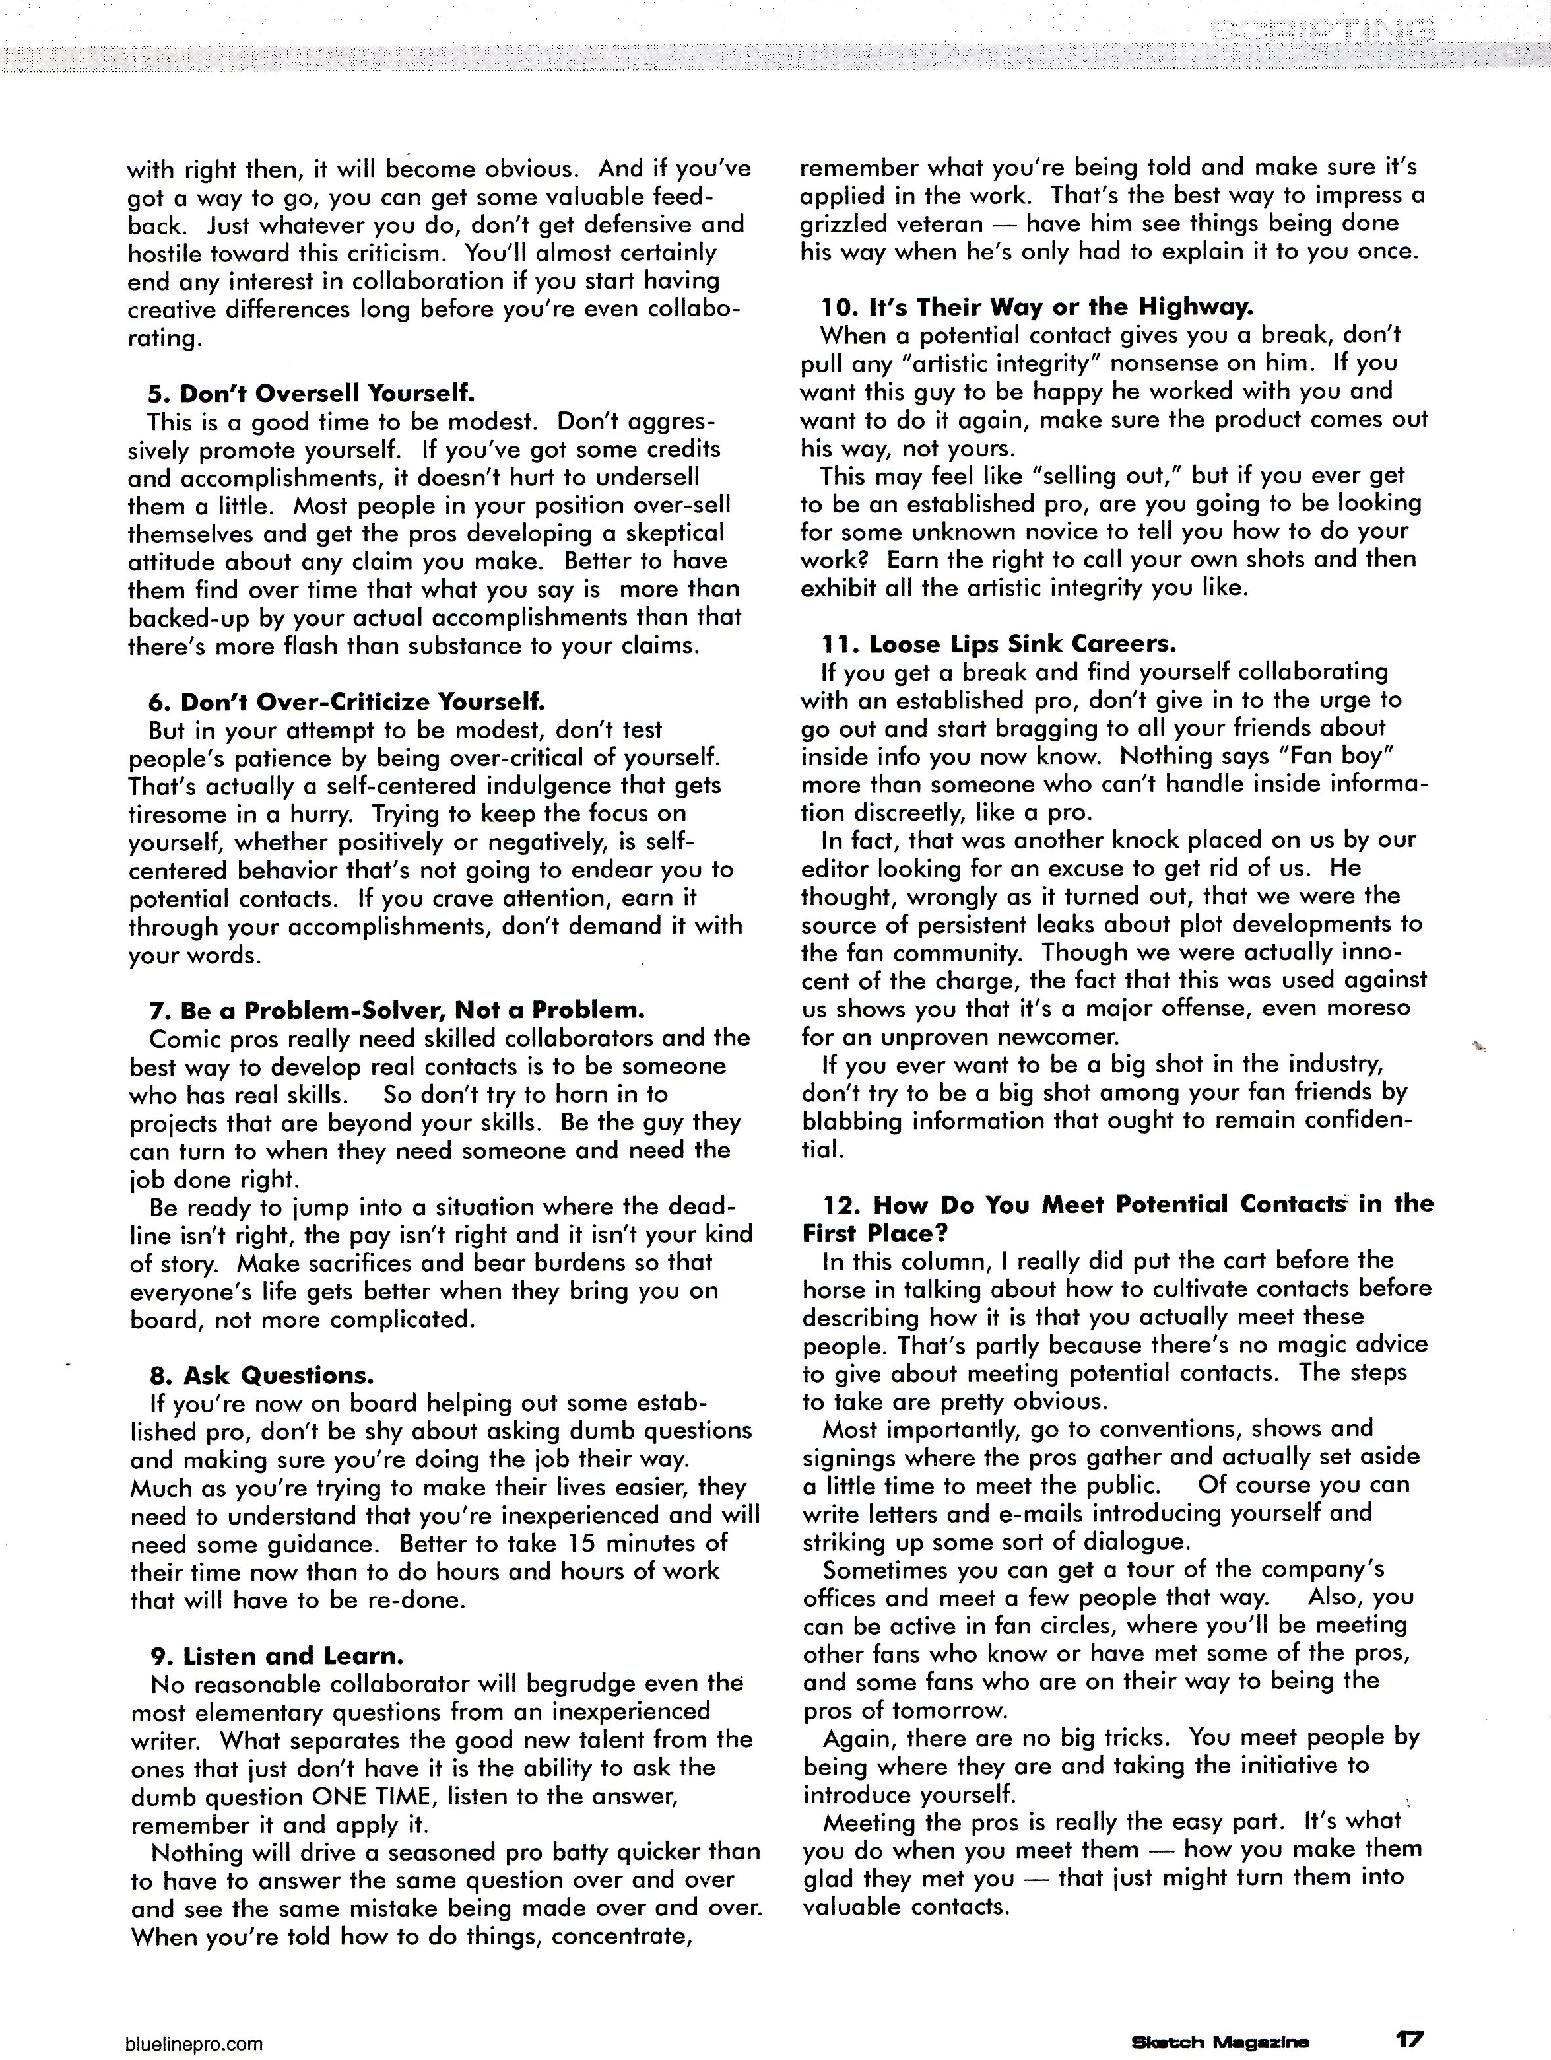 SCRIPTING
with right then, it will become obvious. And if you've
got a way to go, you can get some valuable feed-
back. Just whatever you do, don't get defensive and
hostile toward this criticism. You'll almost certainly
end any interest in collaboration if you start having
creative differences long before you're even collabo-
rating.
5. Don't Oversell Yourself.
This is a good time to be modest. Don't aggres-
sively promote yourself. If you've got some credits
and accomplishments, it doesn't hurt to undersell
them a little. Most people in your position over-sell
themselves and get the pros developing a skeptical
attitude about any claim you make. Better to have
them find over time that what you say is more than
backed-up by your actual accomplishments than that
there's more flash than substance to your claims.
6. Don't Over-Criticize Yourself.
But in your attempt to be modest, don't test
people's patience by being over-critical of yourself.
That's actually a self-centered indulgence that gets
tiresome in a hurry. Trying to keep the focus on
yourself, whether positively or negatively, is self-
centered behavior that's not going to endear you to
potential contacts. If you crave attention, earn it
through your accomplishments, don't demand it with
your words.
7. Be a Problem-Solver, Not a Problem.
Comic pros really need skilled collaborators and the
best way to develop real contacts is to be someone
who has real skills. So don't try to horn in to
projects that are beyond your skills. Be the guy they
can turn to when they need someone and need the
job done right.
Be ready to jump into a situation where the dead-
line isn't right, the pay isn't right and it isn't your kind
of story. Make sacrifices and bear burdens so that
everyone's life gets better when they bring you on
board, not more complicated.
8. Ask Questions.
If you're now on board helping out some estab-
lished pro, don't be shy about asking dumb questions
and making sure you're doing the job their way.
Much as you're trying to make their lives easier, they
need to understand that you're inexperienced and will
need some guidance. Better to take 15 minutes of
their time now than to do hours and hours of work
that will have to be re-done.
9. Listen and Learn.
No reasonable collaborator will begrudge even the
most elementary questions from an inexperienced
writer. What separates the good new talent from the
ones that just don't have it is the ability to ask the
dumb question ONE TIME, listen to the answer,
remember it and apply it.
Nothing will drive a seasoned pro batty quicker than
to have to answer the same question over and over
and see the same mistake being made over and over.
When you're told how to do things, concentrate,
remember what you're being told and make sure it's
applied in the work. That's the best way to impress a
grizzled veteran — have him see things being done
his way when he's only had to explain it to you once.
10. It's Their Way or the Highway.
When a potential contact gives you a break, don't
pull any "artistic integrity" nonsense on him. If you
want this guy to be happy he worked with you and
want to do it again, make sure the product comes out
his way, not yours.
This may feel like "selling out," but if you ever get
to be an established pro, are you going to be looking
for some unknown novice to tell you how to do your
work? Earn the right to call your own shots and then
exhibit all the artistic integrity you like.
11. Loose Lips Sink Careers.
If you get a break and find yourself collaborating
with an established pro, don't give in to the urge to
go out and start bragging to all your friends about
inside info you now know. Nothing says "Fan boy"
more than someone who can't handle inside informa-
tion discreetly, like a pro.
In fact, that was another knock placed on us by our
editor looking for an excuse to get rid of us. He
thought, wrongly as it turned out, that we were the
source of persistent leaks about plot developments to
the fan community. Though we were actually inno-
cent of the charge, the fact that this was used against
us shows you that it's a major offense, even moreso
for an unproven newcomer.
If you ever want to be a big shot in the industry,
don't try to be a big shot among your fan friends by
blabbing information that ought to remain confiden-
tial.
12. How Do You Meet Potential Contacts in the
First Place?
In this column, I really did put the cart before the
horse in talking about how to cultivate contacts before
describing how it is that you actually meet these
people. That's partly because there's no magic advice
to give about meeting potential contacts. The steps
to take are pretty obvious.
Most importantly, go to conventions, shows and
signings where the pros gather and actually set aside
a little time to meet the public. Of course you can
write letters and e-mails introducing yourself and
striking up some sort of dialogue.
Sometimes you can get a tour of the company's
offices and meet a few people that way. Also, you
can be active in fan circles, where you'll be meeting
other fans who know or have met some of the pros,
and some fans who are on their way to being the
pros of tomorrow.
Again, there are no big tricks. You meet people by
being where they are and taking the initiative to
introduce yourself.
Meeting the pros is really the easy part. It's what
you do when you meet them — how you make them
glad they met you — that just might turn them into
valuable contacts.
bluelinepro.com
Sketch Magazine 17